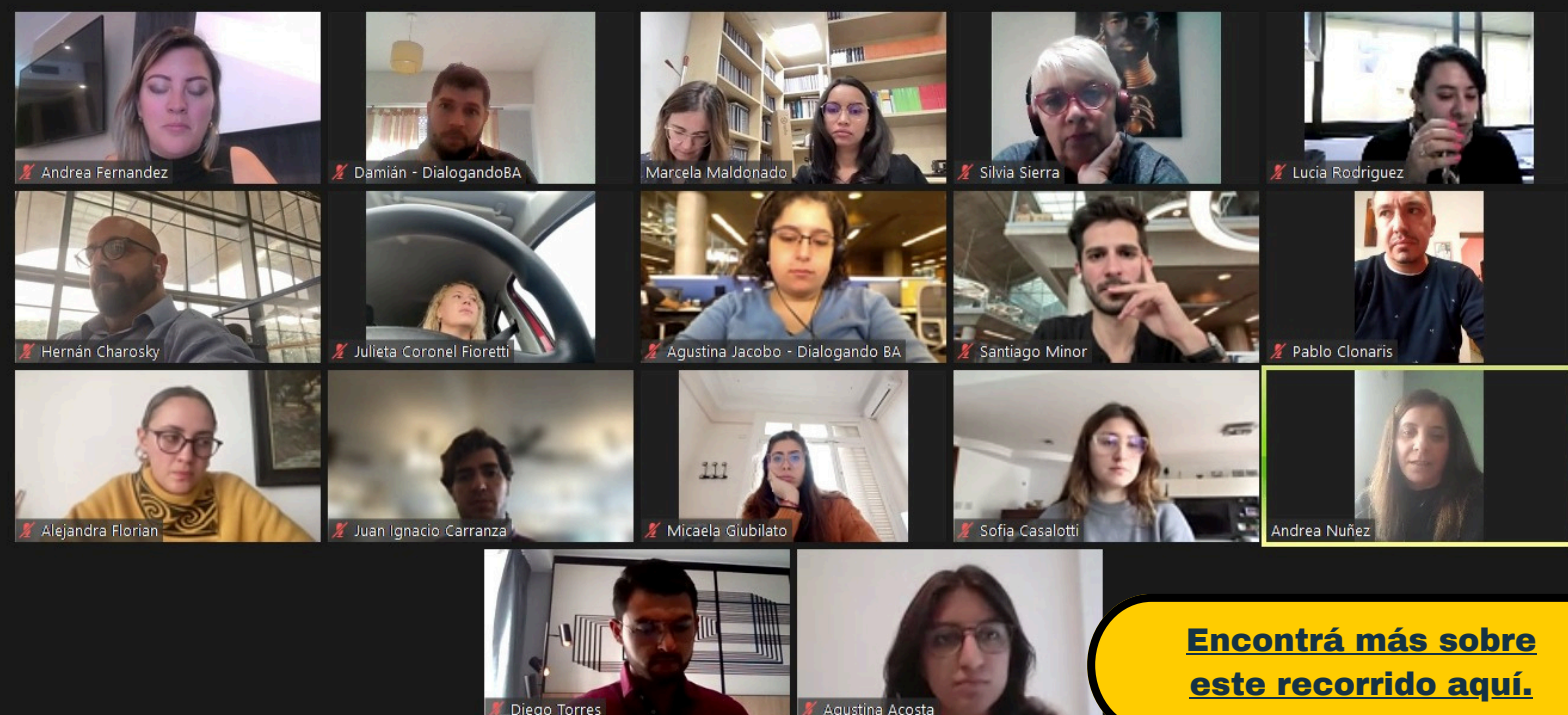 Andrea Fernandez
Damián - DialogandoBA
Marcela Maldonado
Silvia Sierra
Lucia Rodriguez
Hernán Charosky
Julieta Coronel Fioretti
Agustina Jacobo - Dialogando BA
Santiago Minor
Pablo Clonaris
Alejandra Florian
Juan Ignacio Carranza
Micaela Giubilato
Sofia Casalotti
Andrea Nuñez
Diego Torres
Agustina Acosta
Encontrá más sobre
este recorrido aquí.